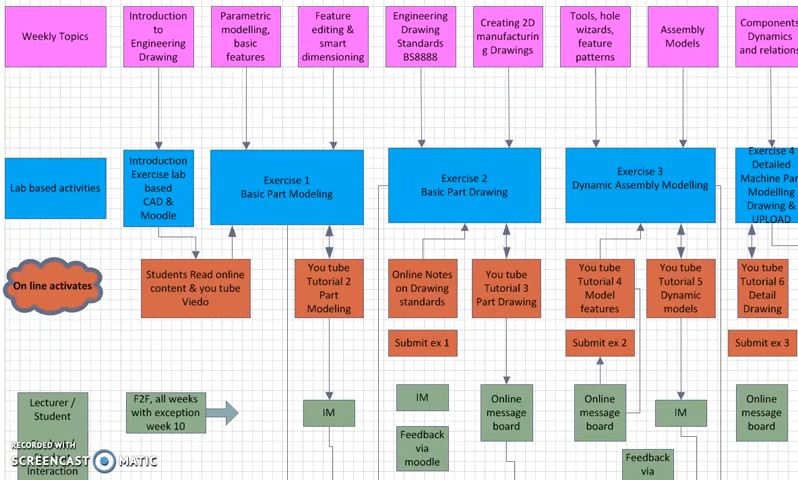 Weekly Topics
Introduction
to
Engineering
Drawing
Parametric
modelling,
basic
features
Feature
editing &
smart
dimensioning
Engineering
Drawing
Standards
BS8888
Creating 2D
manufacturin
g Drawings
Tools, hole
wizards,
feature
patterns
Assembly
Models
Components
Dynamics
and relations
Lab based activities
Introduction
Exercise lab
based
CAD &
Moodle
Exercise 1
Basic Part Modeling
Exercise 2
Basic Part Drawing
Exercise 3
Dynamic Assembly Modelling
Exercise 4
Detailed
Machine Par
Modelling
Drawing &
UPLOAD
On line activates
Students Read online
content & you tube
Viedo
You tube
Tutorial 2
Part
Modeling
Online Notes
on Drawing
standards
You tube
Tutorial 3
Part Drawing
You tube
Tutorial 4
Model
features
You tube
Tutorial 5
Dynamic
models
You tube
Tutorial 6
Detail
Drawing
Submit ex 1
Submit ex 2
Submit ex 3
Lecturer /
Student
Interaction
F2F, all weeks
with exception
week 10
IM
IM
Feedback
via
moodle
Online
message
board
Online
message
board
IM
Feedback
via
Online
message
board
RECORDED WITH
SCREENCAST MATIC